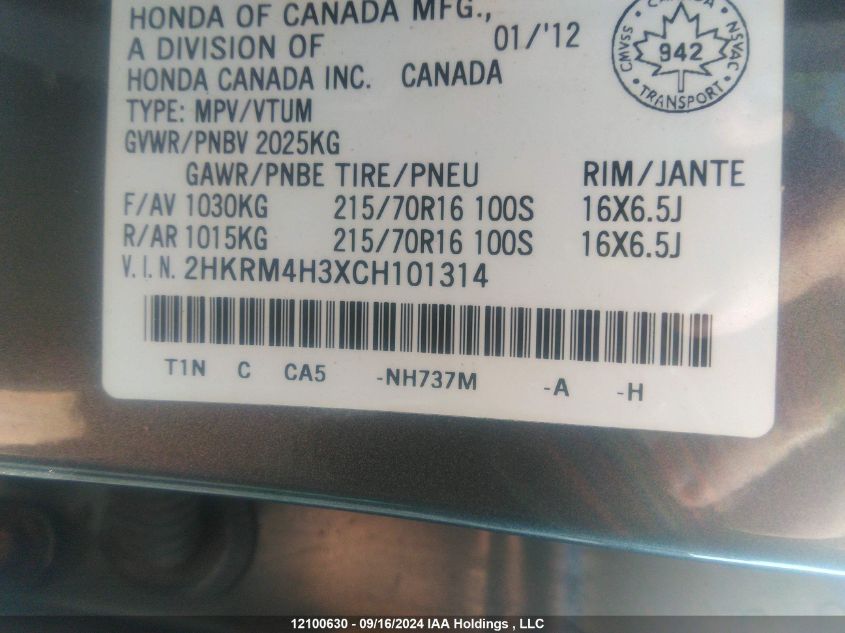 HONDA OF CANADA MFG.,
A DIVISION OF 01/'12
HONDA CANADA INC. CANADA
TYPE: MPV/VTUM
GVWR/PNBV 2025KG
GAWR/PNBE TIRE/PNEU RIM/JANTE
F/AV 1030KG 215/70R16 100S 16X6.5J
R/AR 1015KG 215/70R16 100S 16X6.5J
V.I.N. 2HKRM4H3XCH101314
T1N C CA5 -NH737M -A -H
CANADA
CMVSS
NSVAC
942
TRANSPORT
12100630 - 09/16/2024 IAA Holdings , LLC